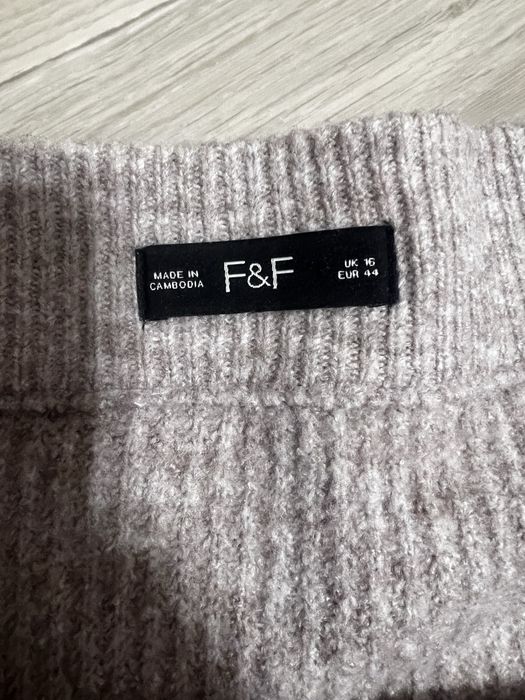 MADE IN
CAMBODIA
F&F
UK 16
EUR 44